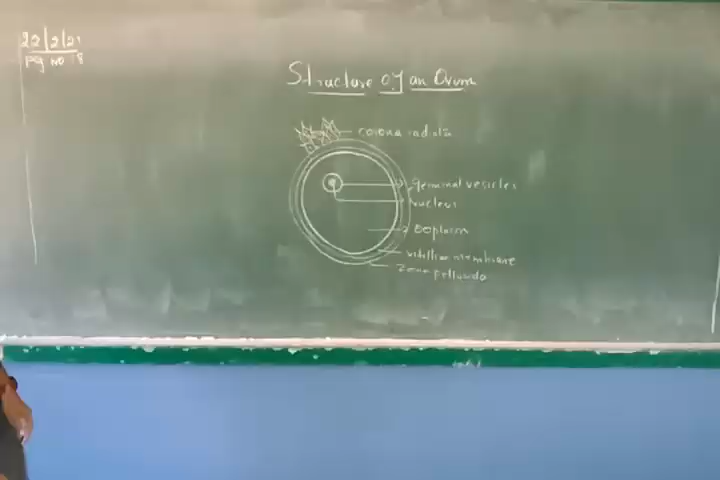 22/2/21
Pg no 18
Structure of an Ovum
corona radiata
germinal vesicles
nucleus
ooplasm
vitelline membrane
zona pellucida